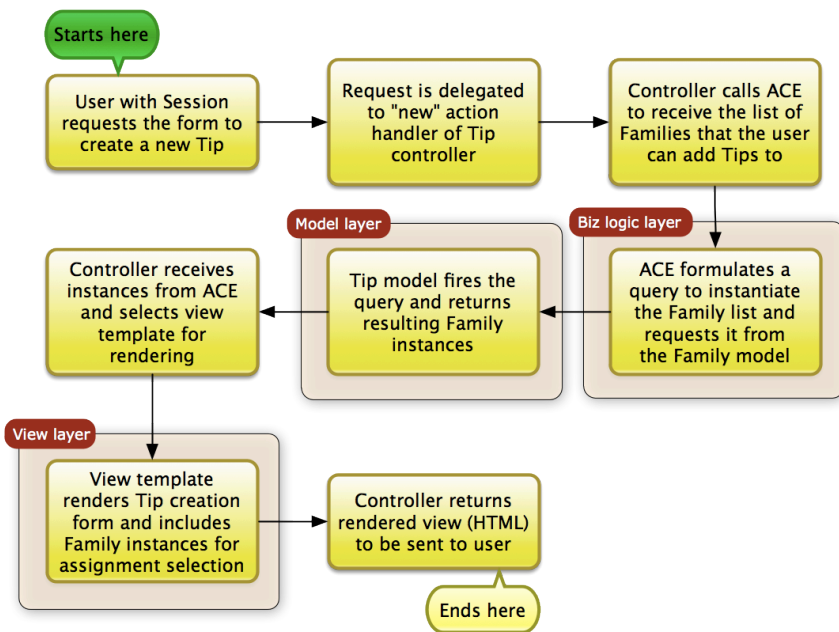 Starts here
User with Session
requests the form to
create a new Tip
Request is delegated
to "new" action
handler of Tip
controller
Controller calls ACE
to receive the list of
Families that the user
can add Tips to
Biz logic layer
ACE formulates a
query to instantiate
the Family list and
requests it from
the Family model
Model layer
Tip model fires the
query and returns
resulting Family
instances
Controller receives
instances from ACE
and selects view
template for
rendering
View layer
View template
renders Tip creation
form and includes
Family instances for
assignment selection
Controller returns
rendered view (HTML)
to be sent to user
Ends here